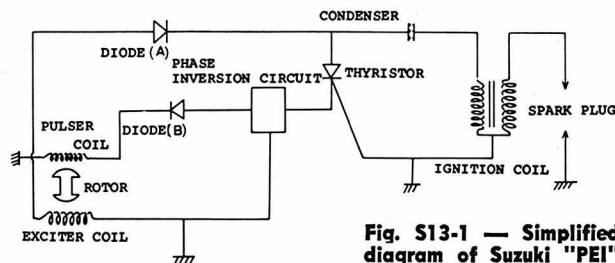 CONDENSER
DIODE(A)
PHASE
INVERSION CIRCUIT
THYRISTOR
DIODE(B)
PULSER
COIL
ROTOR
EXCITER COIL
SPARK PLUG
IGNITION COIL
Fig. S13-1 — Simplified
diagram of Suzuki "PEI"